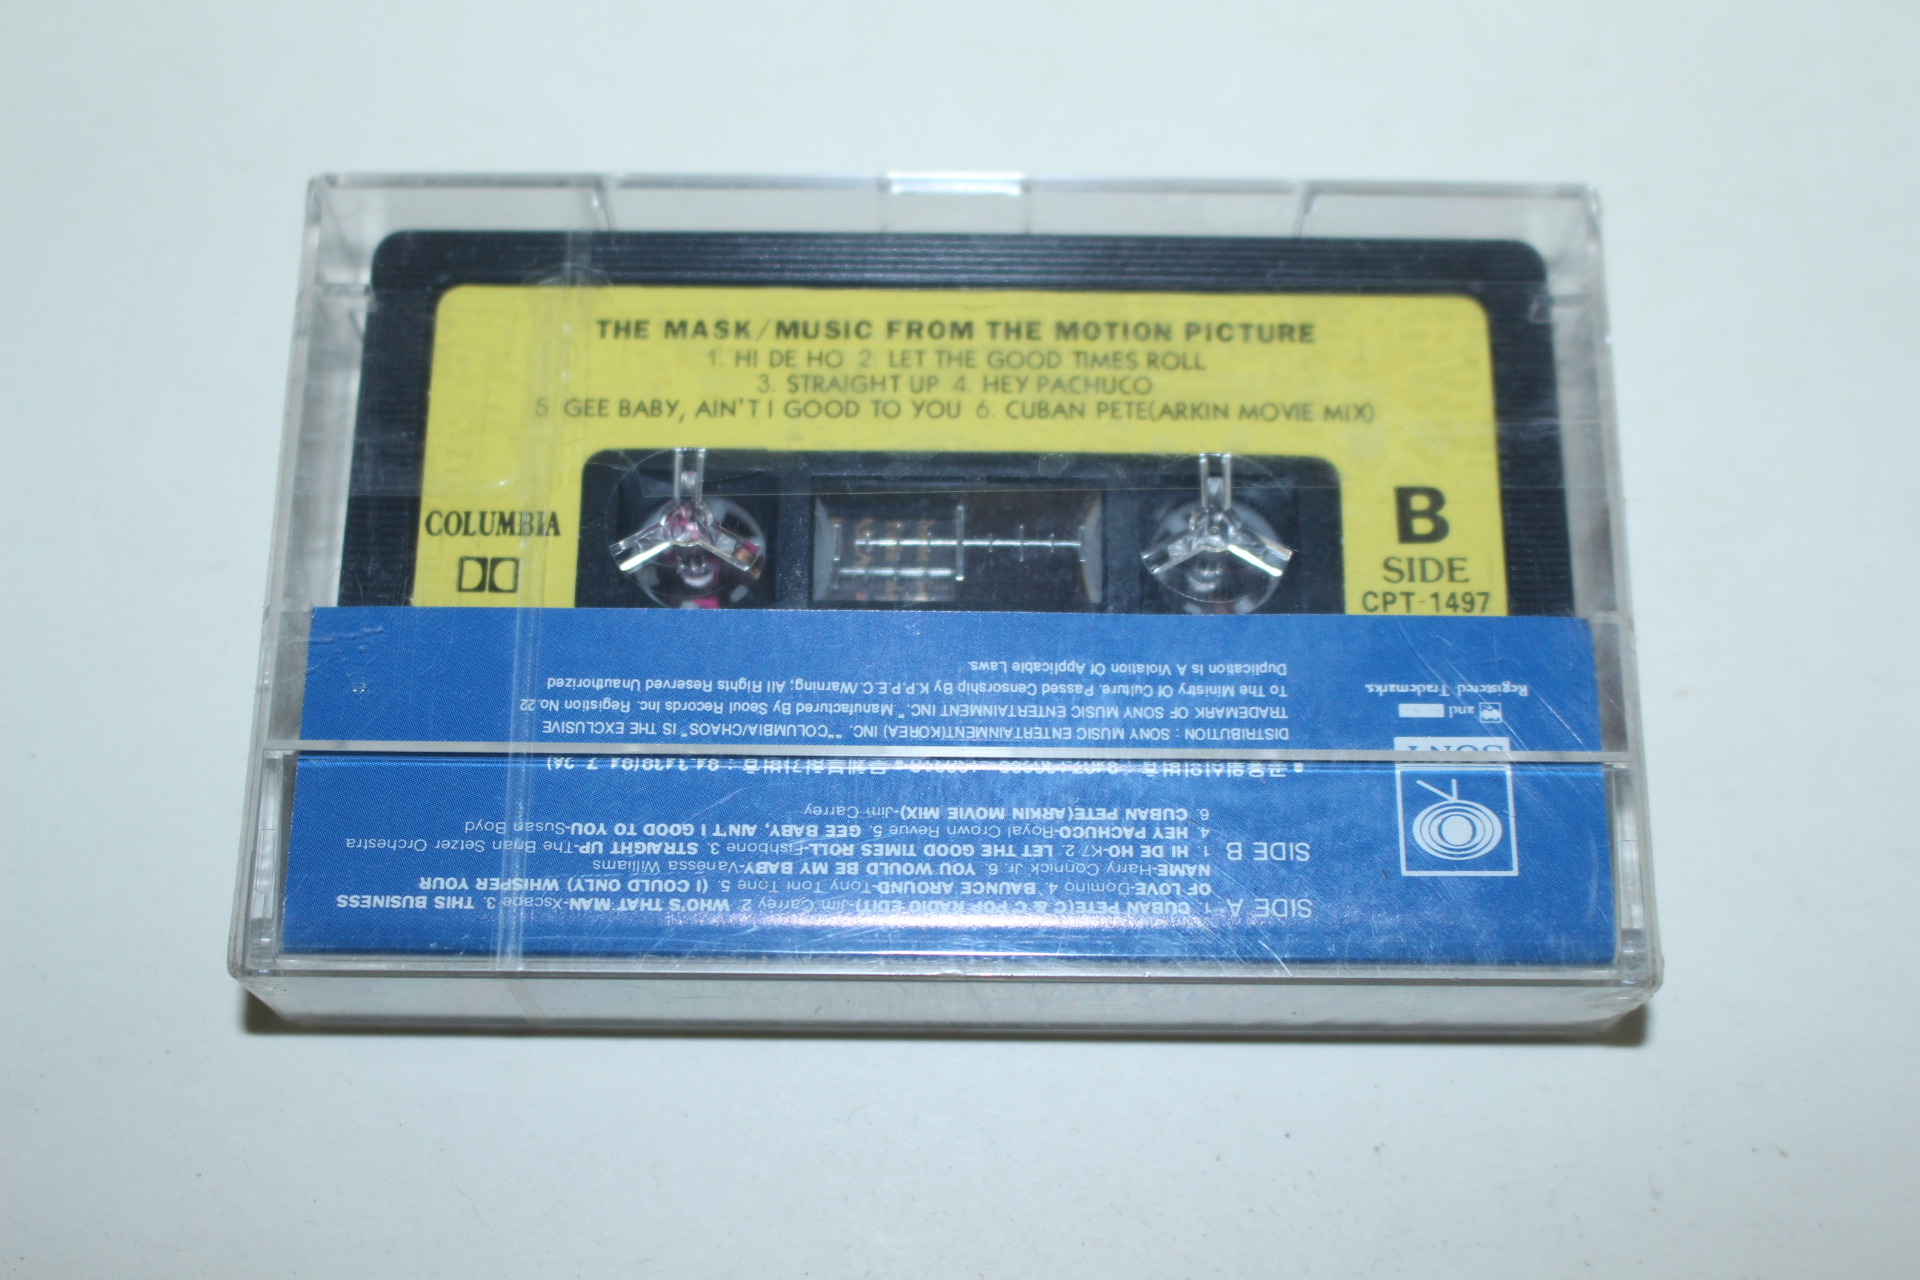 THE MASK/MUSIC FROM THE MOTION PICTURE
1. HI DE HO 2. LET THE GOOD TIMES ROLL
3. STRAIGHT UP 4. HEY PACHUCO
5 GEE BABY, AIN'T I GOOD TO YOU 6. CUBAN PETE(ARKIN MOVIE MIX)
COLUMBIA
B
SIDE
CPT-1497
SIDE A
1. CUBAN PETE(C & C POP RADIO EDIT)-Jim Carrey 2. WHO'S THAT MAN-Xscape 3. THIS BUSINESS
OF LOVE-Domino 4. BAUNCE AROUND-Tony Toni Tone 5. (I COULD ONLY) WHISPER YOUR
NAME-Harry Connick Jr. 6. YOU WOULD BE MY BABY-Vanessa Williams
SIDE B
1. HI DE HO-K7 2. LET THE GOOD TIMES ROLL-Fishbone 3. STRAIGHT UP-The Brian Setzer Orchestra
4. HEY PACHUCO-Royal Crown Revue 5. GEE BABY, AIN'T I GOOD TO YOU-Susan Boyd
6. CUBAN PETE(ARKIN MOVIE MIX)-Jim Carrey
SONY
DISTRIBUTION : SONY MUSIC ENTERTAINMENT(KOREA) INC. "“COLUMBIA/CHAOS” IS THE EXCLUSIVE
TRADEMARK OF SONY MUSIC ENTERTAINMENT INC." Manufactured By Seoul Records Inc. Registion No.22
To The Ministry Of Culture. Passed Censorship By K.P.P.E.C. Warning; All Rights Reserved Unauthorized
Duplication Is A Violation Of Applicable Laws.
and
Registered Trademarks.